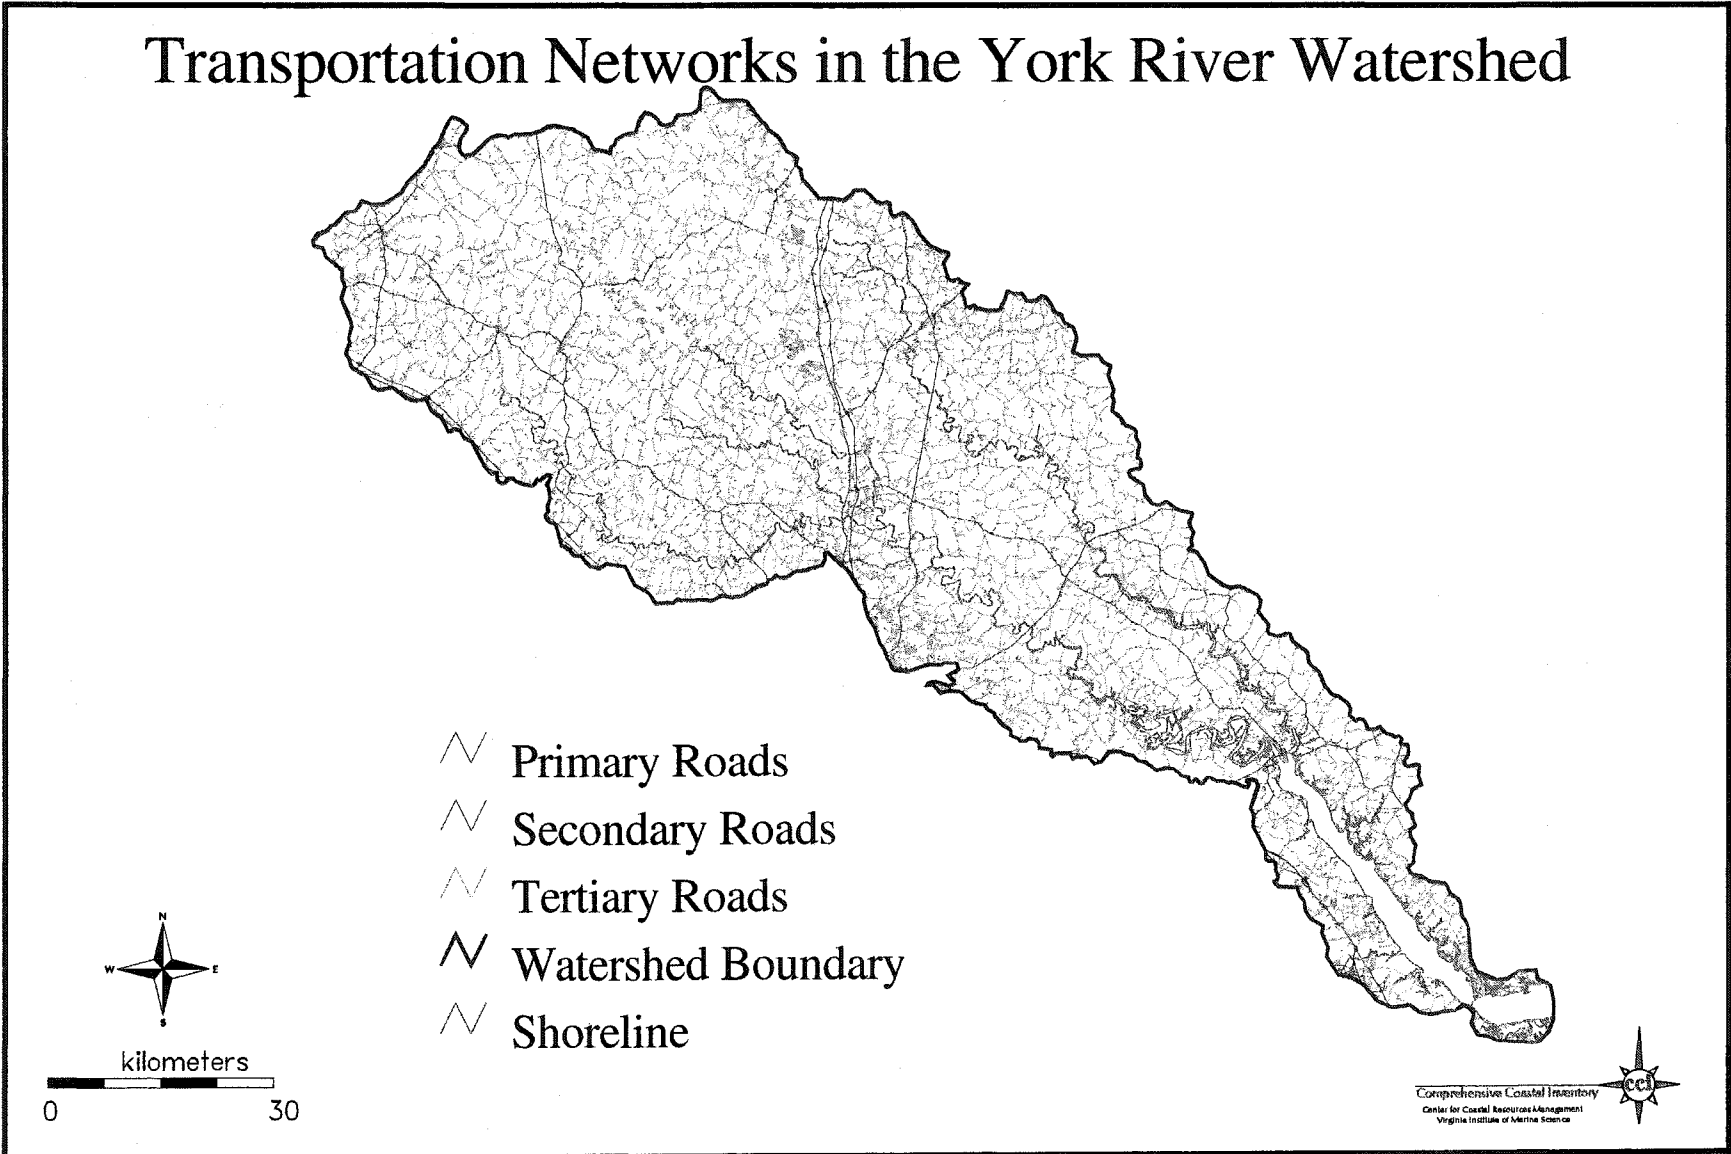 Transportation Networks in the York River Watershed
Primary Roads
Secondary Roads
Tertiary Roads
Watershed Boundary
Shoreline
N
W E
S
kilometers
0 30
cci
Comprehensive Coastal Inventory
Center for Coastal Resources Management
Virginia Institute of Marine Science